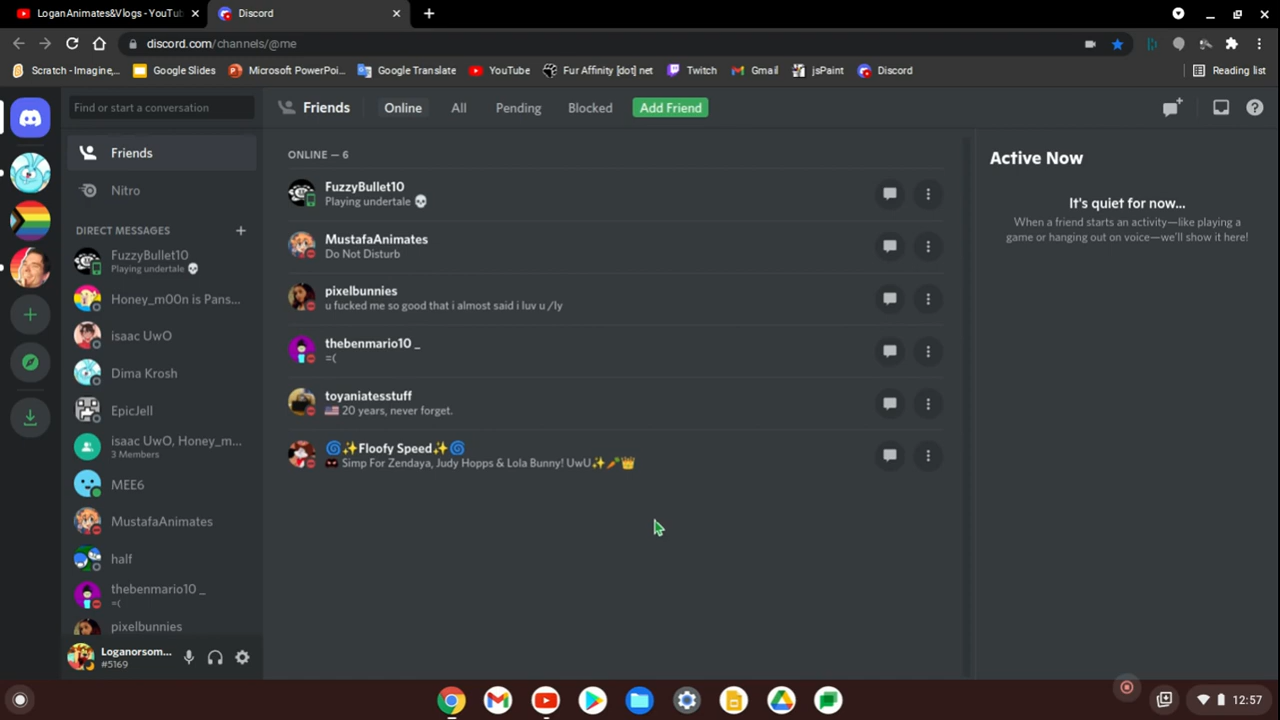 LoganAnimates&Vlogs - YouTu
Discord
discord.com/channels/@me
Scratch - Imagine,...
Google Slides
Microsoft PowerPoi...
Google Translate
YouTube
Fur Affinity [dot] net
Twitch
Gmail
jsPaint
Discord
Reading list
Find or start a conversation
Friends
Online
All
Pending
Blocked
Add Friend
Friends
Nitro
DIRECT MESSAGES
FuzzyBullet10
Playing undertale 💀
Honey_m00n is Pans...
isaac UwO
Dima Krosh
EpicJell
isaac UwO, Honey_m...
3 Members
MEE6
MustafaAnimates
half
thebenmario10 _
=(
pixelbunnies
Loganorsom...
#5169
ONLINE — 6
FuzzyBullet10
Playing undertale 💀
MustafaAnimates
Do Not Disturb
pixelbunnies
u fucked me so good that i almost said i luv u /ly
thebenmario10 _
=(
toyaniatesstuff
🇺🇸 20 years, never forget.
🌀✨Floofy Speed✨🌀
Simp For Zendaya, Judy Hopps & Lola Bunny! UwU✨🥕👑
Active Now
It's quiet for now...
When a friend starts an activity—like playing a
game or hanging out on voice—we'll show it here!
12:57